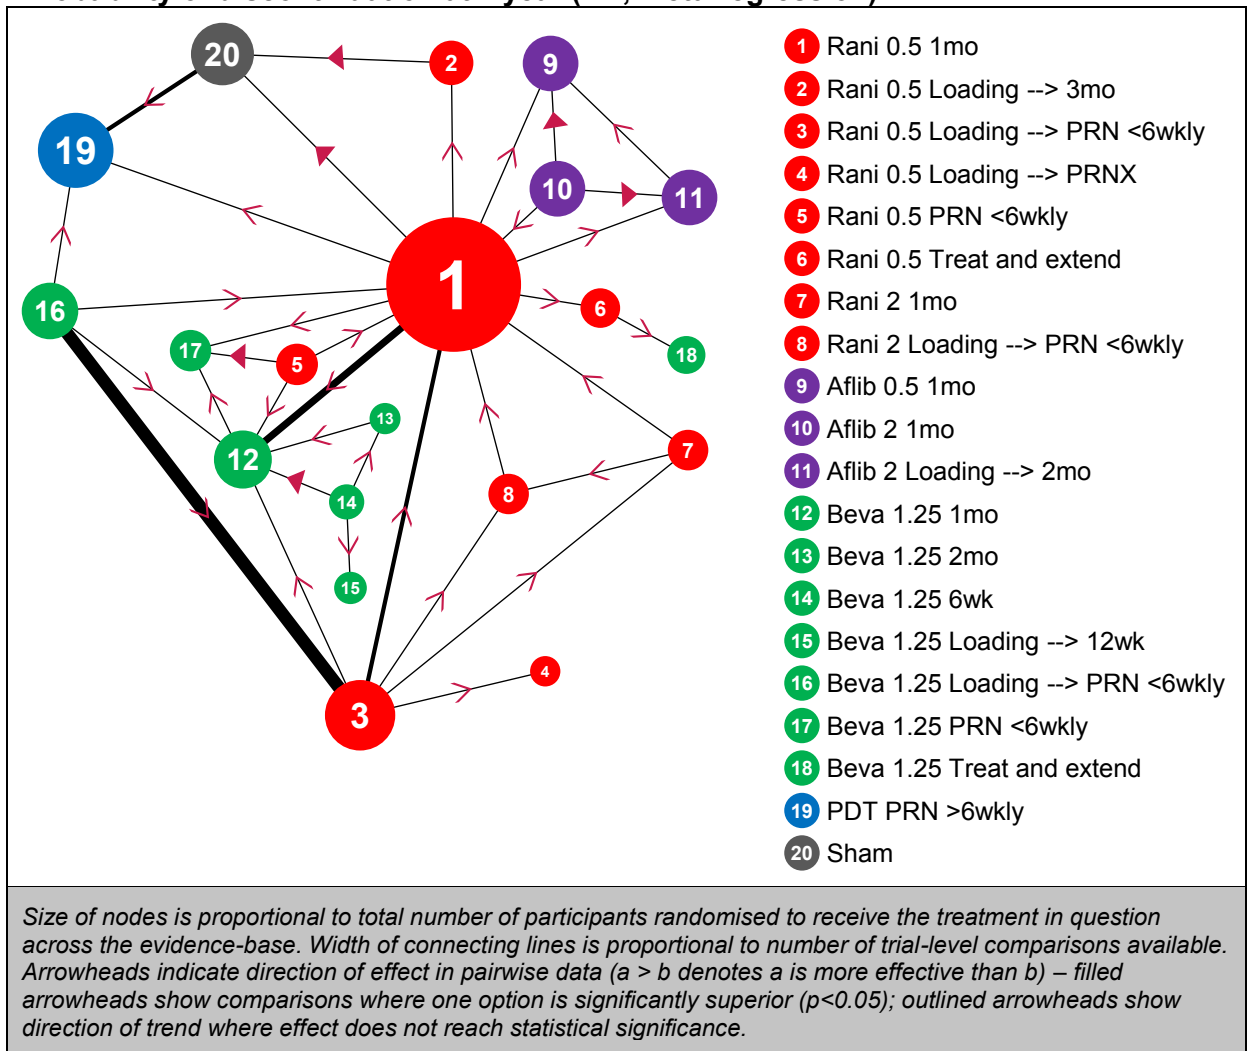 20
2
9
19
10
11
1
16
6
17
5
18
13
12
7
14
8
15
4
3
1 Rani 0.5 1mo
2 Rani 0.5 Loading --> 3mo
3 Rani 0.5 Loading --> PRN <6wkly
4 Rani 0.5 Loading --> PRNX
5 Rani 0.5 PRN <6wkly
6 Rani 0.5 Treat and extend
7 Rani 2 1mo
8 Rani 2 Loading --> PRN <6wkly
9 Aflib 0.5 1mo
10 Aflib 2 1mo
11 Aflib 2 Loading --> 2mo
12 Beva 1.25 1mo
13 Beva 1.25 2mo
14 Beva 1.25 6wk
15 Beva 1.25 Loading --> 12wk
16 Beva 1.25 Loading --> PRN <6wkly
17 Beva 1.25 PRN <6wkly
18 Beva 1.25 Treat and extend
19 PDT PRN >6wkly
20 Sham
Size of nodes is proportional to total number of participants randomised to receive the treatment in question
across the evidence-base. Width of connecting lines is proportional to number of trial-level comparisons available.
Arrowheads indicate direction of effect in pairwise data (a > b denotes a is more effective than b) – filled
arrowheads show comparisons where one option is significantly superior (p<0.05); outlined arrowheads show
direction of trend where effect does not reach statistical significance.